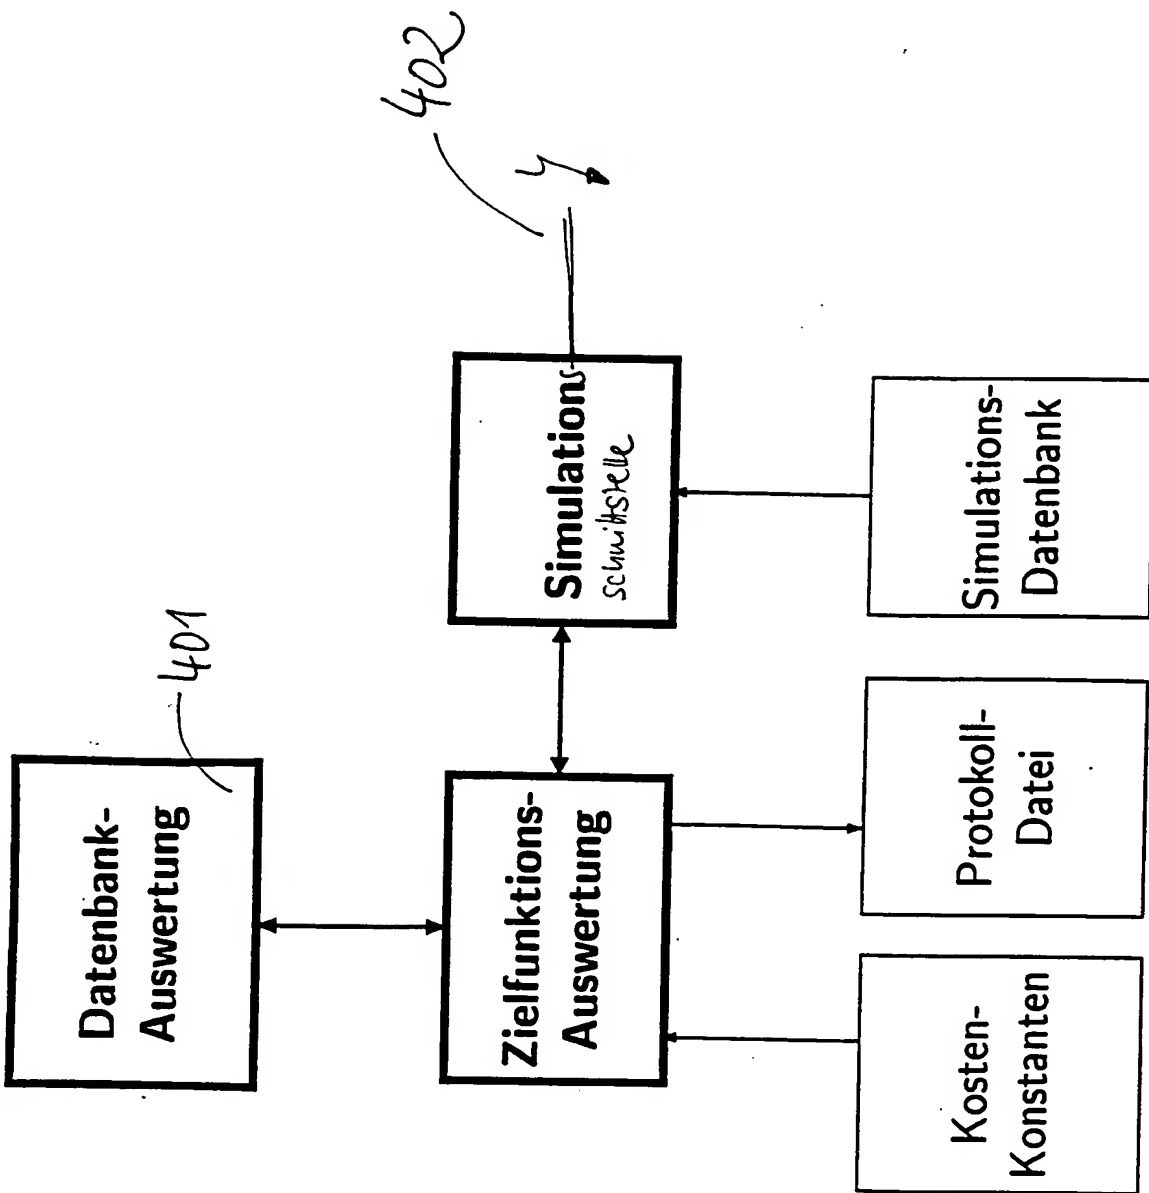 Datenbank-
Auswertung
401
Zielfunktions-
Auswertung
Simulations-
schnittstelle
402
y
Kosten-
Konstanten
Protokoll-
Datei
Simulations-
Datenbank